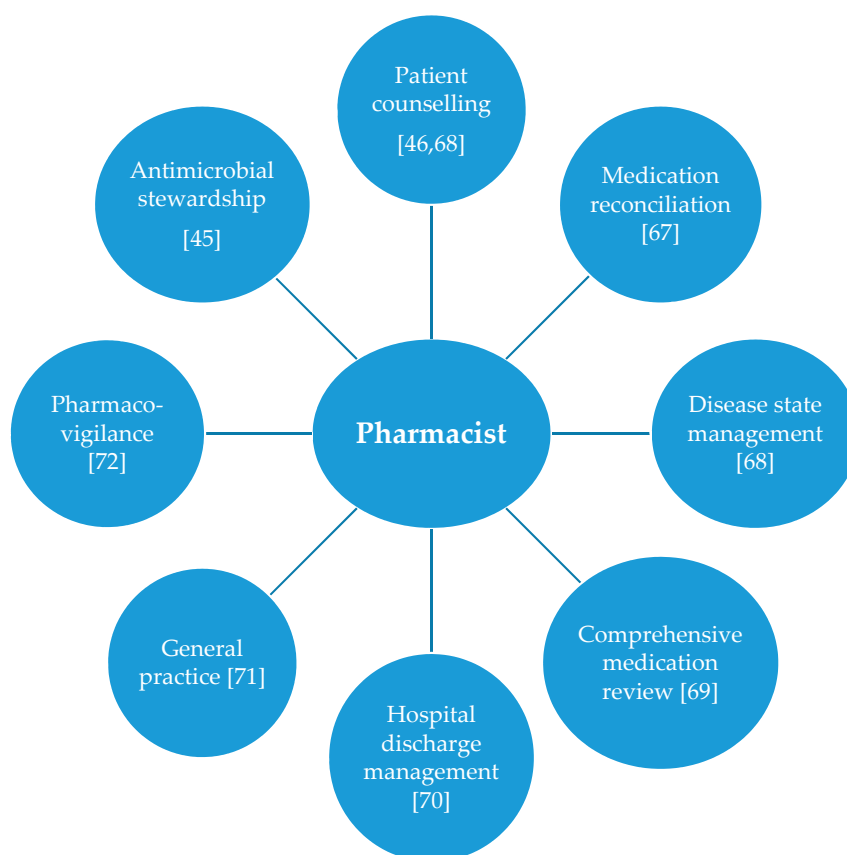 Patient
counselling
[46,68]
Antimicrobial
stewardship
[45]
Medication
reconciliation
[67]
Pharmaco-
vigilance
[72]
Pharmacist
Disease state
management
[68]
General
practice [71]
Comprehensive
medication
review [69]
Hospital
discharge
management
[70]